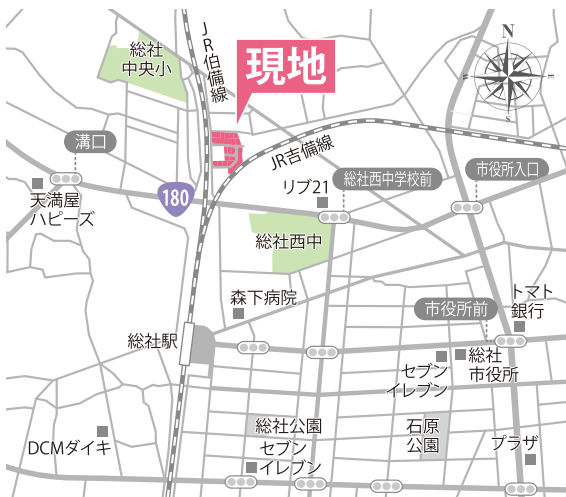 総社
中央小
JR伯備線
現地
N
W
E
S
JR吉備線
溝口
総社西中学校前
市役所入口
リブ21
天満屋
ハピーズ
180
総社西中
森下病院
トマト
銀行
市役所前
総社駅
セブン
イレブン
総社
市役所
総社公園
石原
公園
セブン
イレブン
DCMダイキ
プラザ